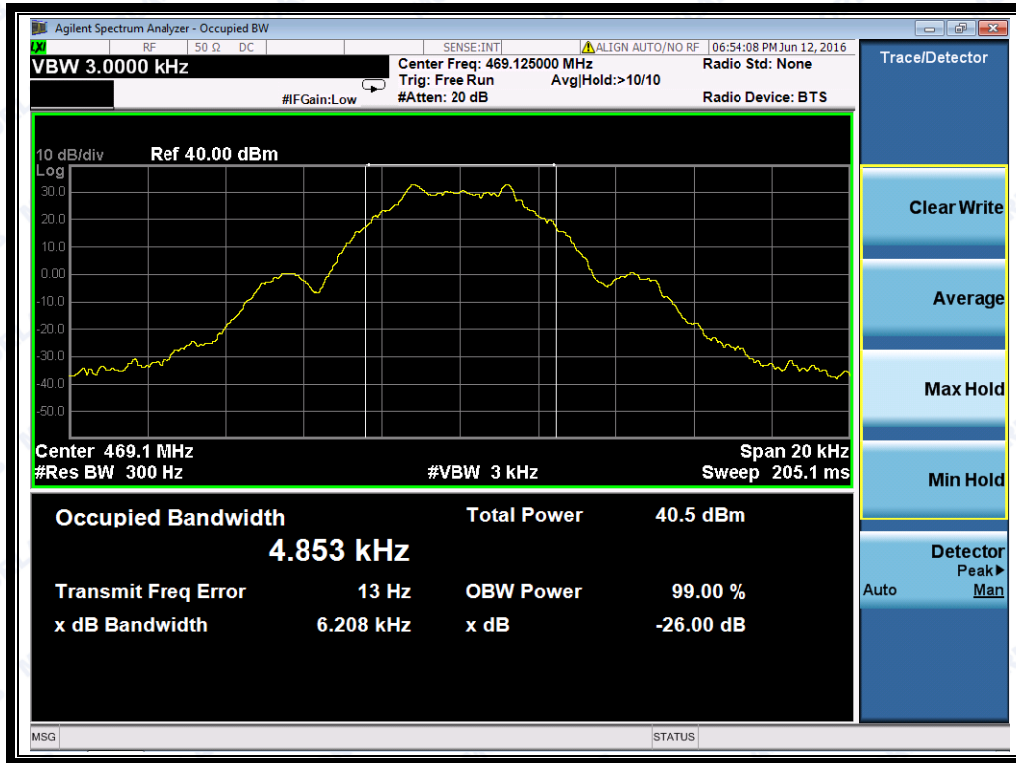 Agilent Spectrum Analyzer - Occupied BW
LXI RF 50 Ω DC SENSE:INT ALIGN AUTO/NO RF 06:54:08 PM Jun 12, 2016
VBW 3.0000 kHz
Center Freq: 469.125000 MHz Radio Std: None
Trig: Free Run Avg|Hold:>10/10
#IFGain:Low #Atten: 20 dB Radio Device: BTS
10 dB/div Ref 40.00 dBm
Log
30.0
20.0
10.0
0.00
-10.0
-20.0
-30.0
-40.0
-50.0
Center 469.1 MHz Span 20 kHz
#Res BW 300 Hz #VBW 3 kHz Sweep 205.1 ms
Occupied Bandwidth Total Power 40.5 dBm
4.853 kHz
Transmit Freq Error 13 Hz OBW Power 99.00 %
x dB Bandwidth 6.208 kHz x dB -26.00 dB
MSG STATUS
Trace/Detector
Clear Write
Average
Max Hold
Min Hold
Detector
Peak▶
Auto Man